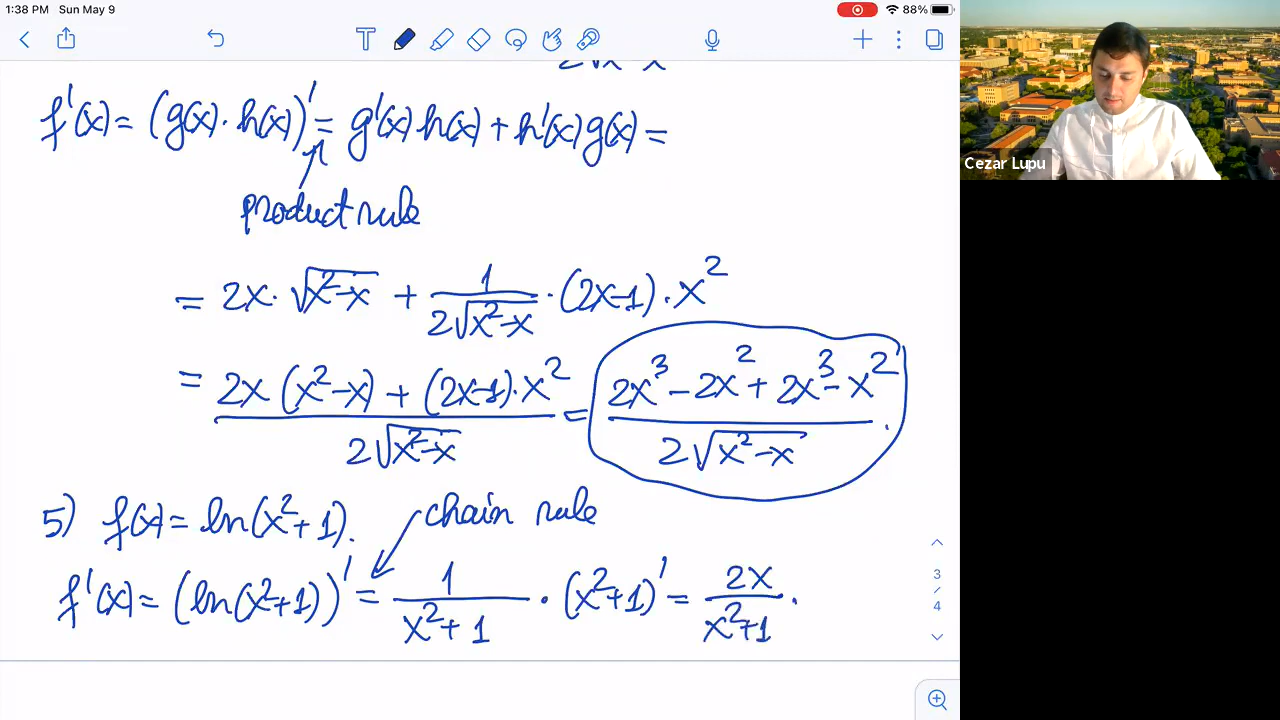 1:38 PM Sun May 9
88%
f'(x) = (g(x)·h(x))' = g'(x)h(x) + h'(x)g(x) =
product rule
= 2x·√(x²-x) + 1/(2√(x²-x))·(2x-1)·x²
= (2x(x²-x) + (2x-1)·x²)/(2√(x²-x)) = (2x³ - 2x² + 2x³ - x²)/(2√(x²-x)).
5) f(x) = ln(x²+1).
chain rule
f'(x) = (ln(x²+1))' = 1/(x²+1) · (x²+1)' = 2x/(x²+1).
3
/
4
Cezar Lupu